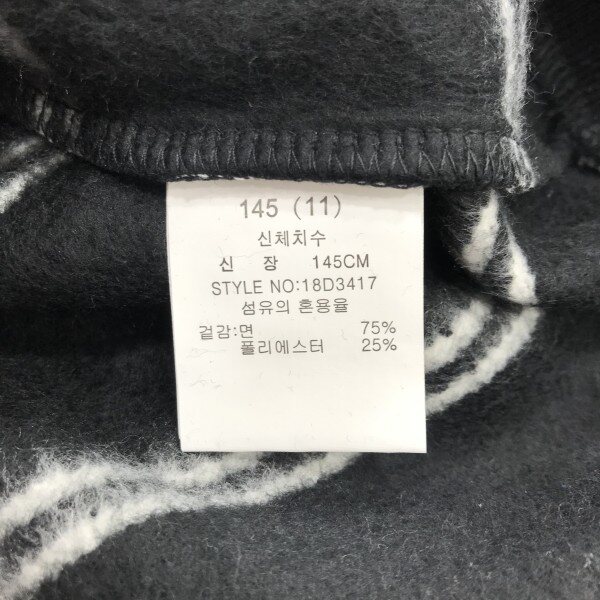 145 (11)
신체치수
신 장 145CM
STYLE NO:18D3417
섬유의 혼용율
겉감:면 75%
폴리에스터 25%